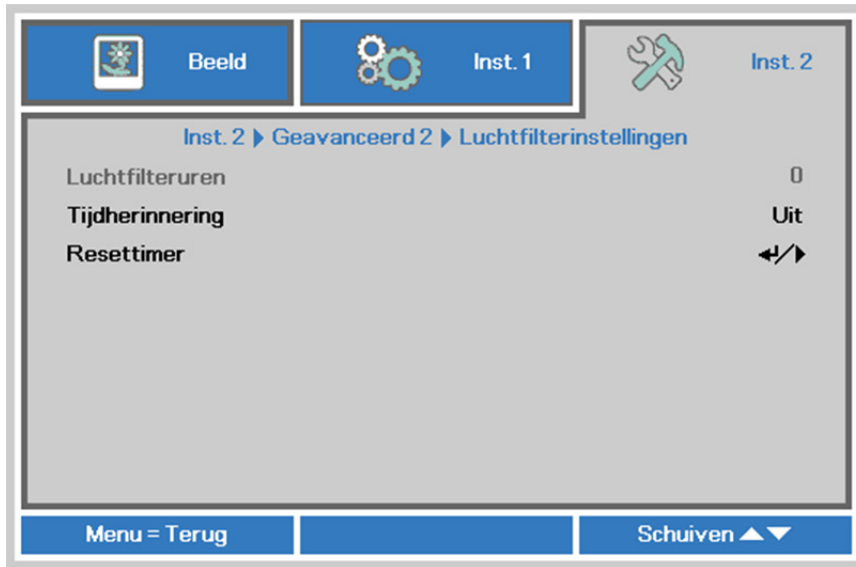 Beeld
Inst. 1
Inst. 2
Inst. 2 ▶ Geavanceerd 2 ▶ Luchtfilterinstellingen
Luchtfilteruren 0
Tijdherinnering Uit
Resettimer ↵/▶
Menu = Terug
Schuiven ▲▼